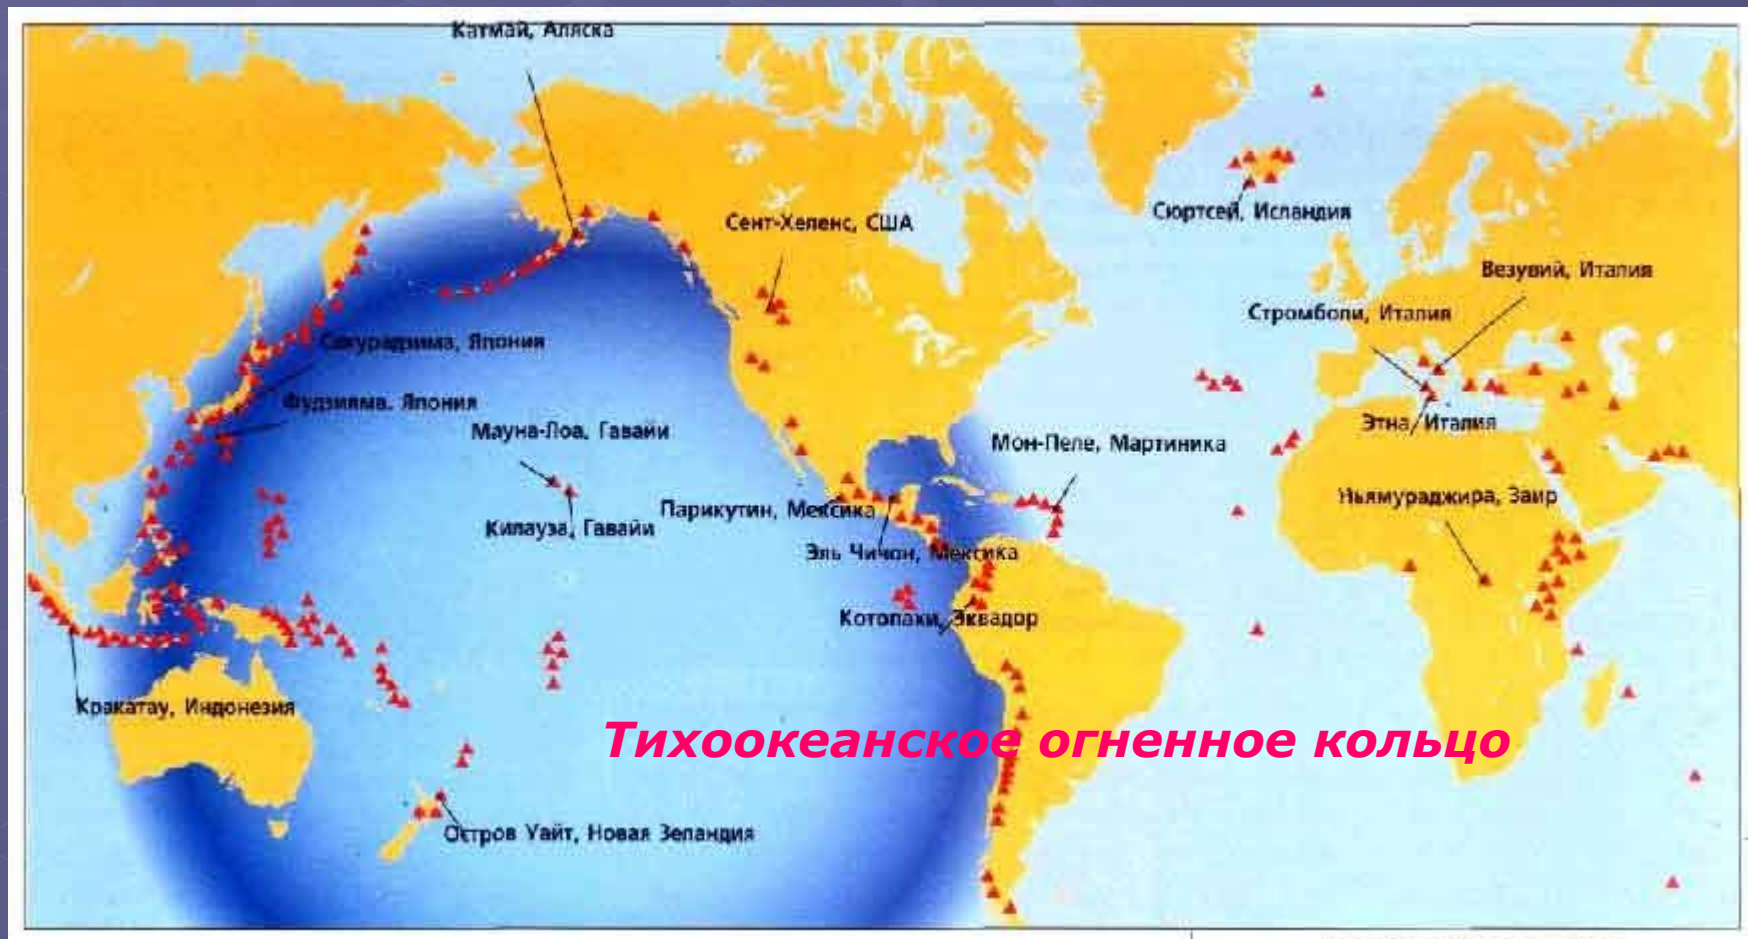 Катмай, Аляска
Сент-Хеленс, США
Сюртсей, Исландия
Везувий, Италия
Стромболи, Италия
Сакурадзима, Япония
Фудзияма, Япония
Этна, Италия
Мауна-Лоа, Гавайи
Мон-Пеле, Мартиника
Ньямураджира, Заир
Парикутин, Мексика
Килауэа, Гавайи
Эль Чичон, Мексика
Котопахи, Эквадор
Кракатау, Индонезия
Тихоокеанское огненное кольцо
Остров Уайт, Новая Зеландия